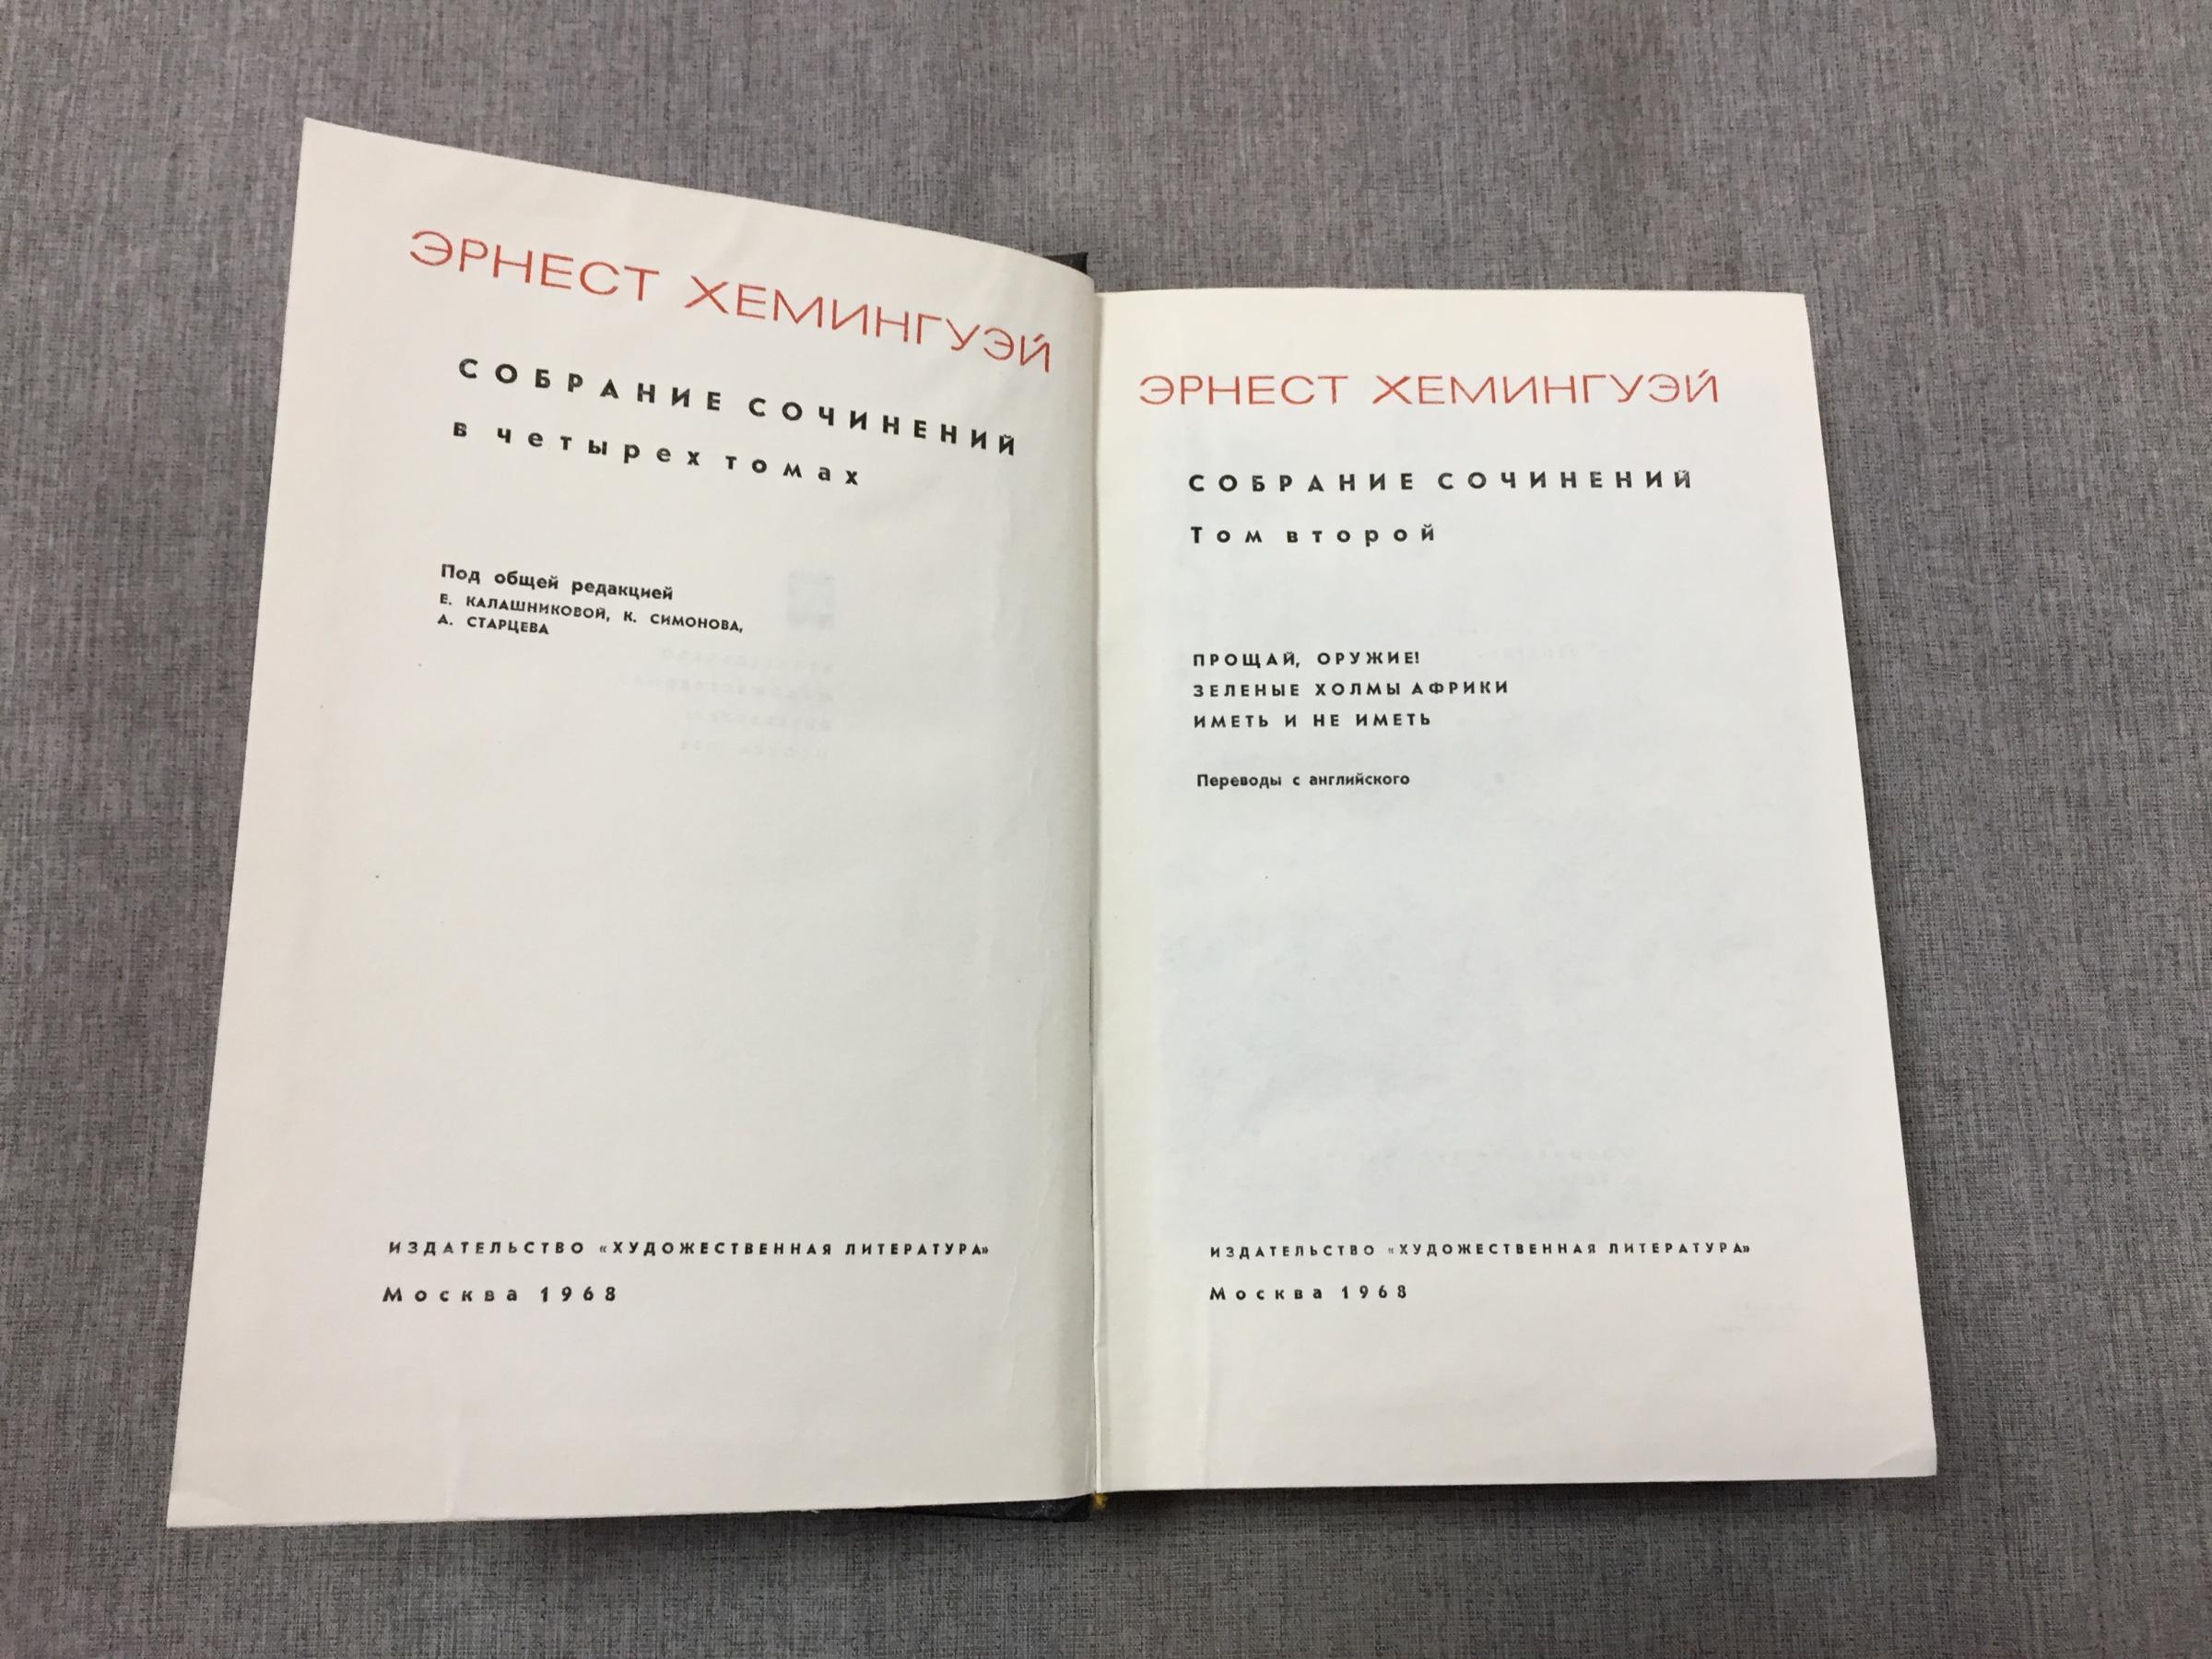 ЭРНЕСТ ХЕМИНГУЭЙ
СОБРАНИЕ СОЧИНЕНИЙ
в четырех томах
Под общей редакцией
Е. КАЛАШНИКОВОЙ, К. СИМОНОВА,
А. СТАРЦЕВА
ИЗДАТЕЛЬСТВО «ХУДОЖЕСТВЕННАЯ ЛИТЕРАТУРА»
Москва 1968
ЭРНЕСТ ХЕМИНГУЭЙ
СОБРАНИЕ СОЧИНЕНИЙ
Том второй
ПРОЩАЙ, ОРУЖИЕ!
ЗЕЛЕНЫЕ ХОЛМЫ АФРИКИ
ИМЕТЬ И НЕ ИМЕТЬ
Переводы с английского
ИЗДАТЕЛЬСТВО «ХУДОЖЕСТВЕННАЯ ЛИТЕРАТУРА»
Москва 1968